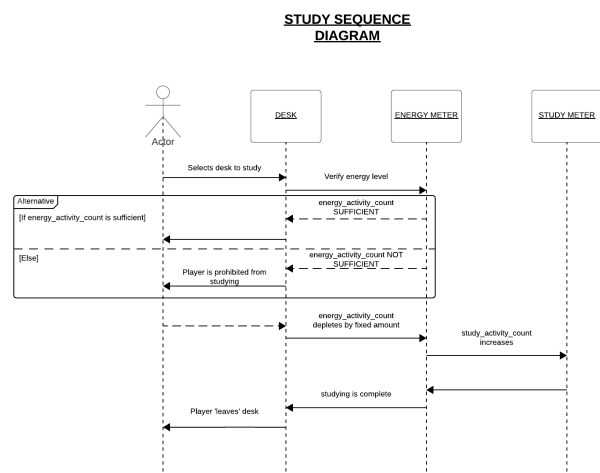 STUDY SEQUENCE
DIAGRAM
Actor
DESK
ENERGY METER
STUDY METER
Selects desk to study
Verify energy level
Alternative
[If energy_activity_count is sufficient]
energy_activity_count
SUFFICIENT
[Else]
energy_activity_count NOT
SUFFICIENT
Player is prohibited from
studying
energy_activity_count
depletes by fixed amount
study_activity_count
increases
studying is complete
Player 'leaves' desk